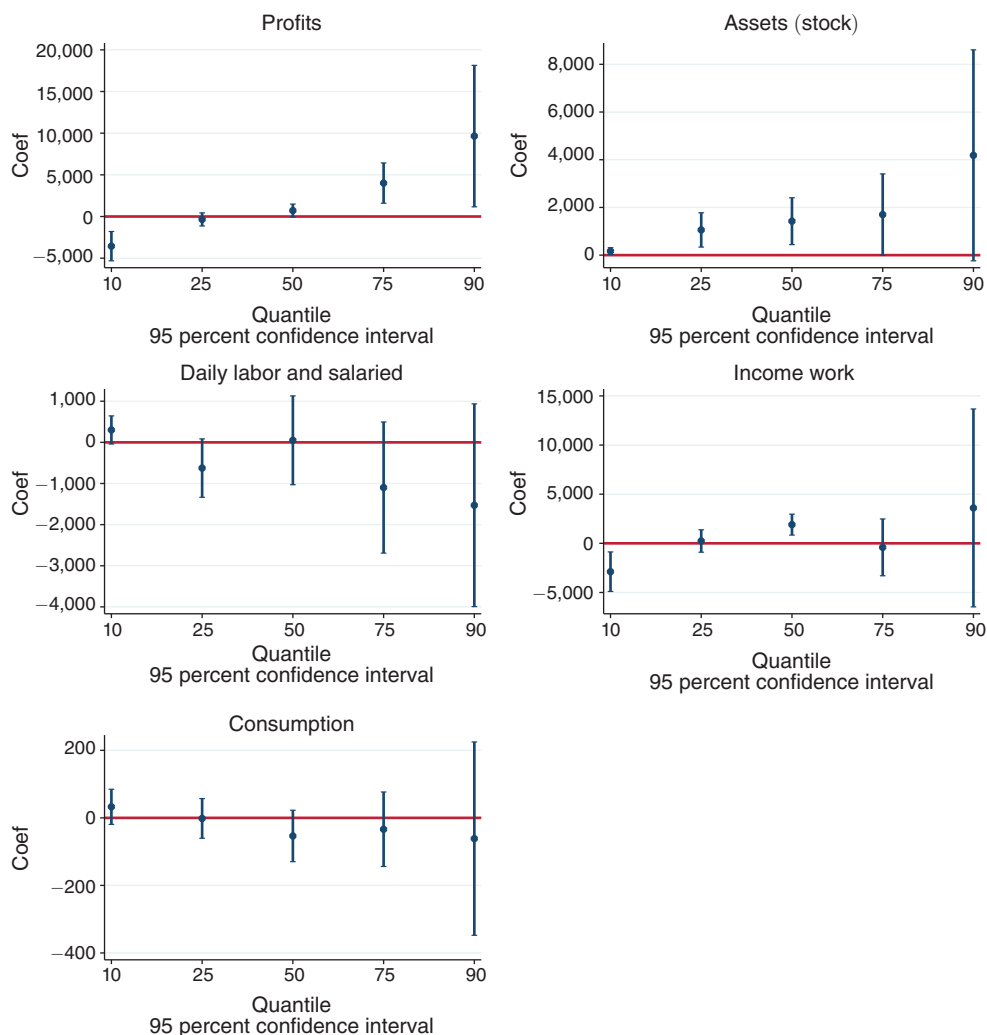 Profits
Coef
20,000
15,000
10,000
5,000
0
−5,000
10 25 50 75 90
Quantile
95 percent confidence interval
Assets (stock)
Coef
8,000
6,000
4,000
2,000
0
10 25 50 75 90
Quantile
95 percent confidence interval
Daily labor and salaried
Coef
1,000
0
−1,000
−2,000
−3,000
−4,000
10 25 50 75 90
Quantile
95 percent confidence interval
Income work
Coef
15,000
10,000
5,000
0
−5,000
10 25 50 75 90
Quantile
95 percent confidence interval
Consumption
Coef
200
0
−200
−400
10 25 50 75 90
Quantile
95 percent confidence interval